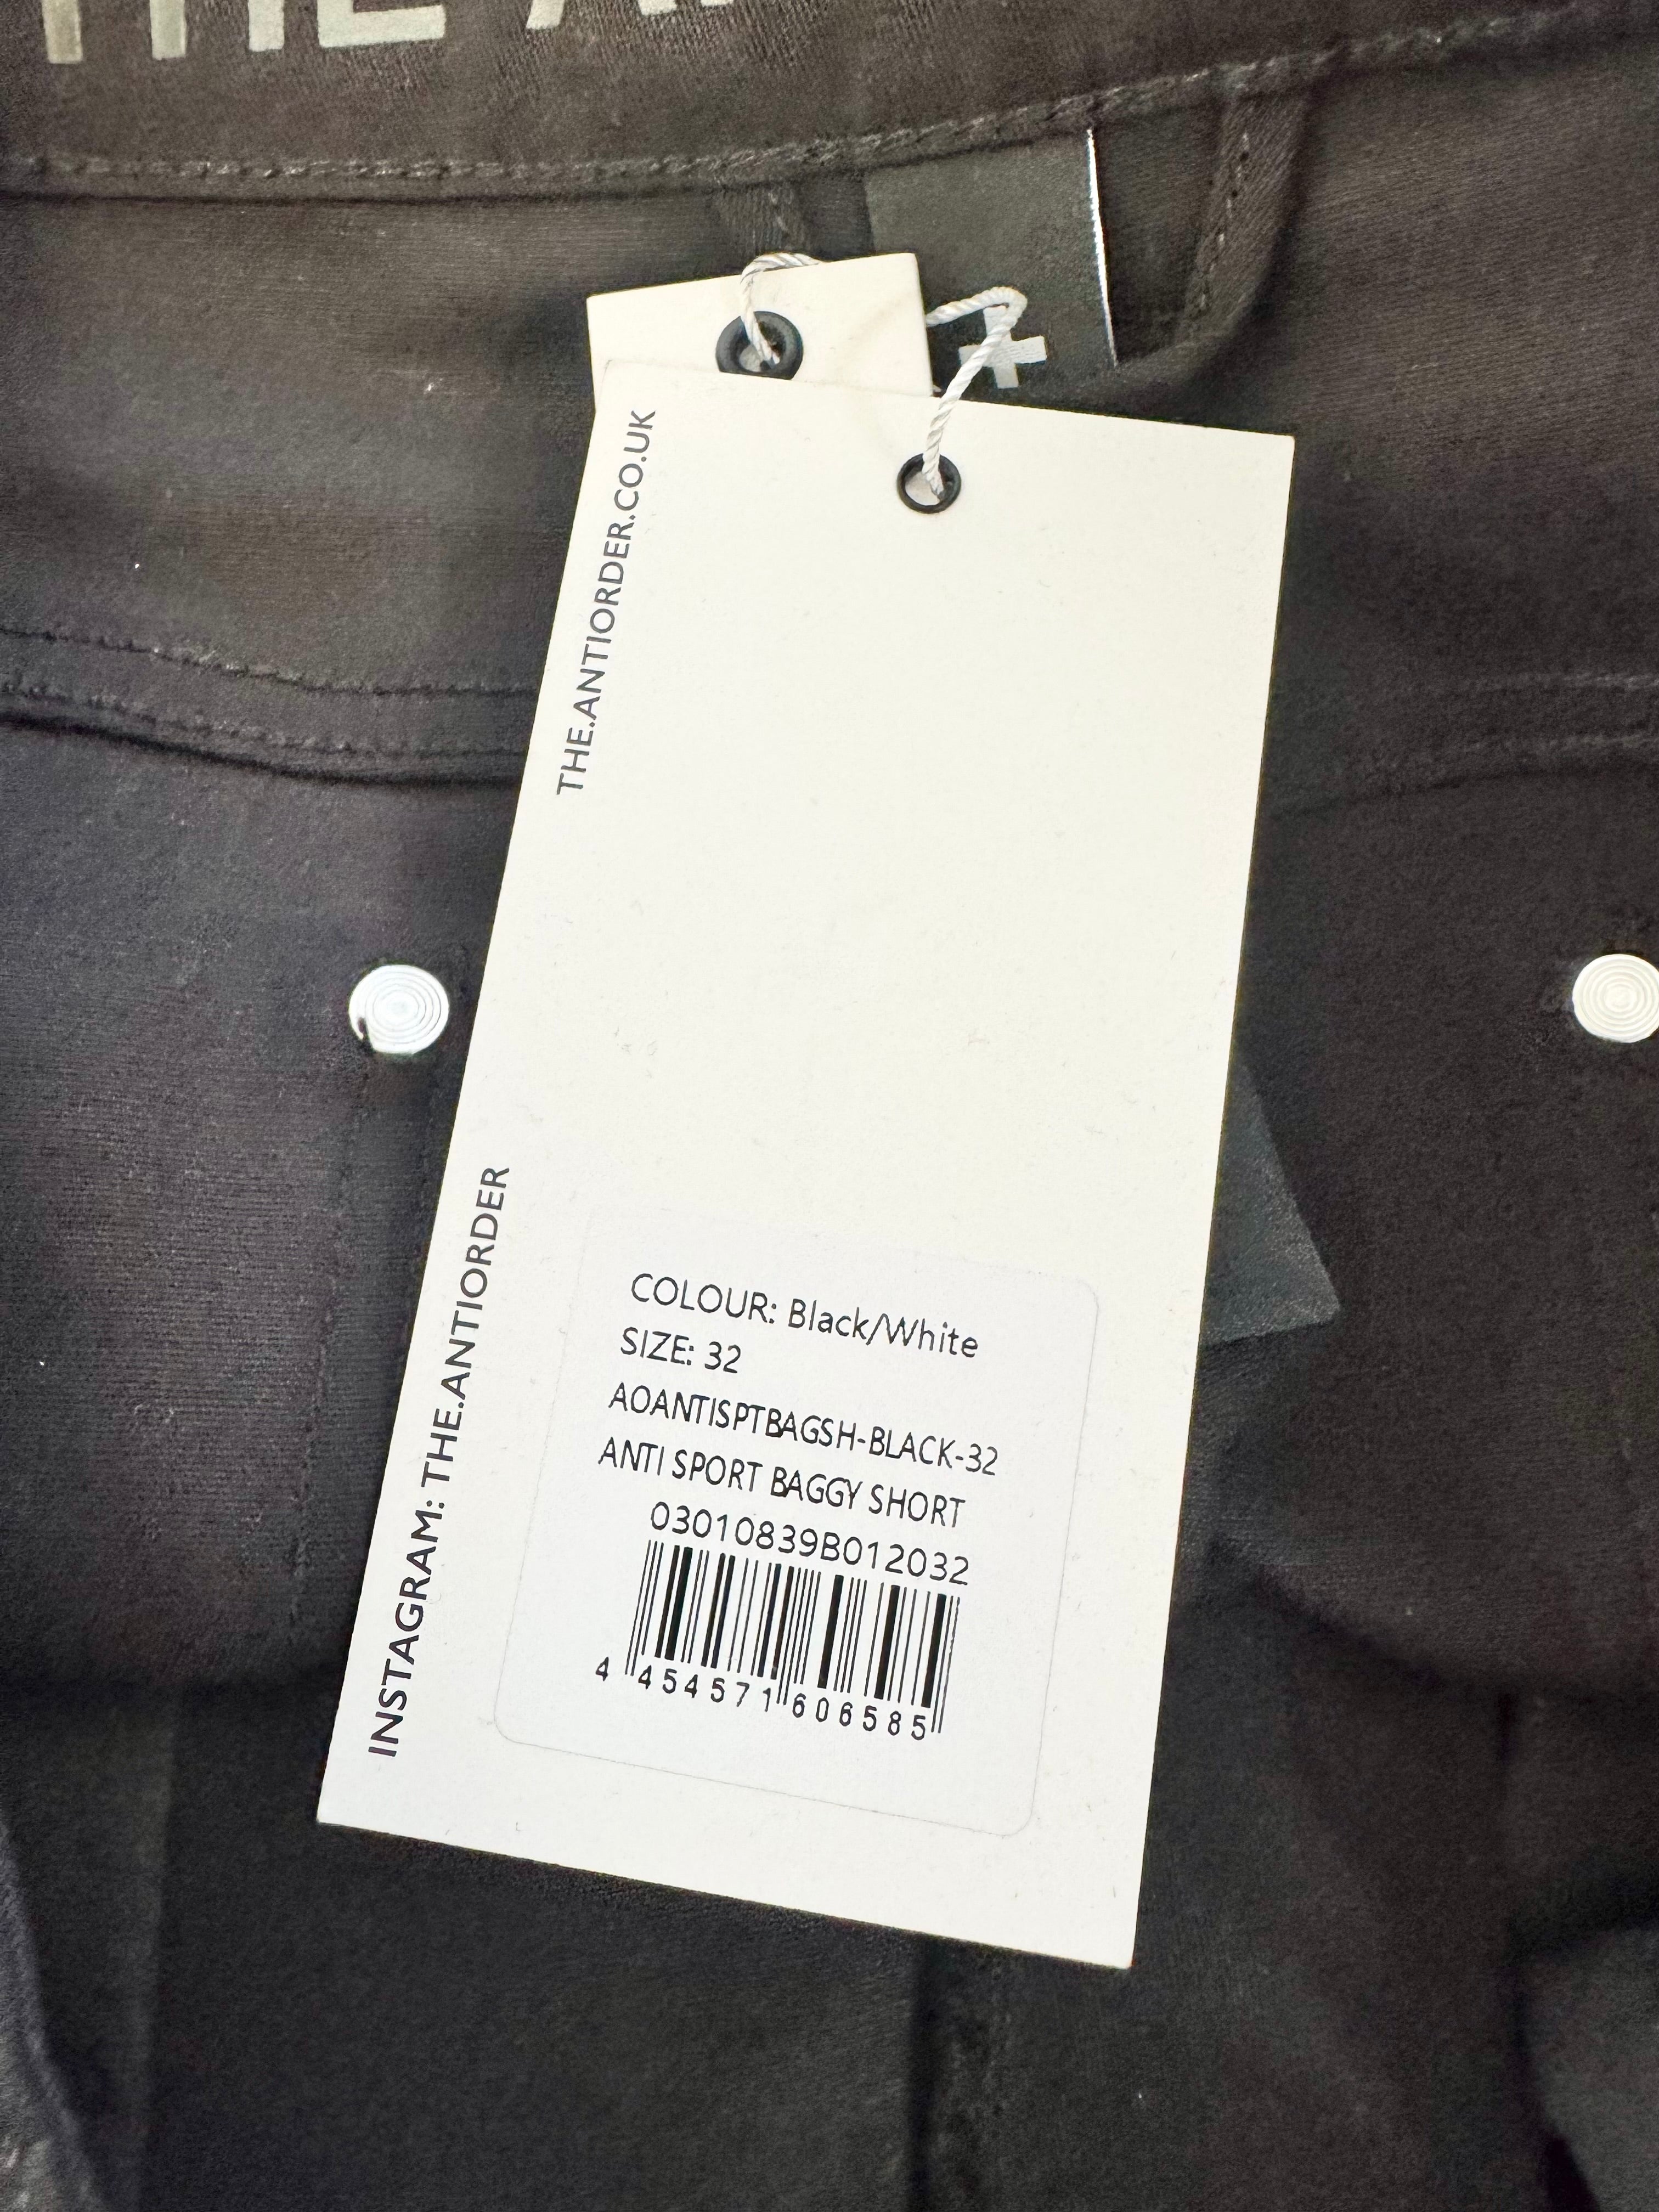 THE A
THE.ANTIORDER.CO.UK
INSTAGRAM: THE.ANTIORDER
COLOUR: Black/White
SIZE: 32
AOANTISPTBAGSH-BLACK-32
ANTI SPORT BAGGY SHORT
03010839B012032
4 454571 606585